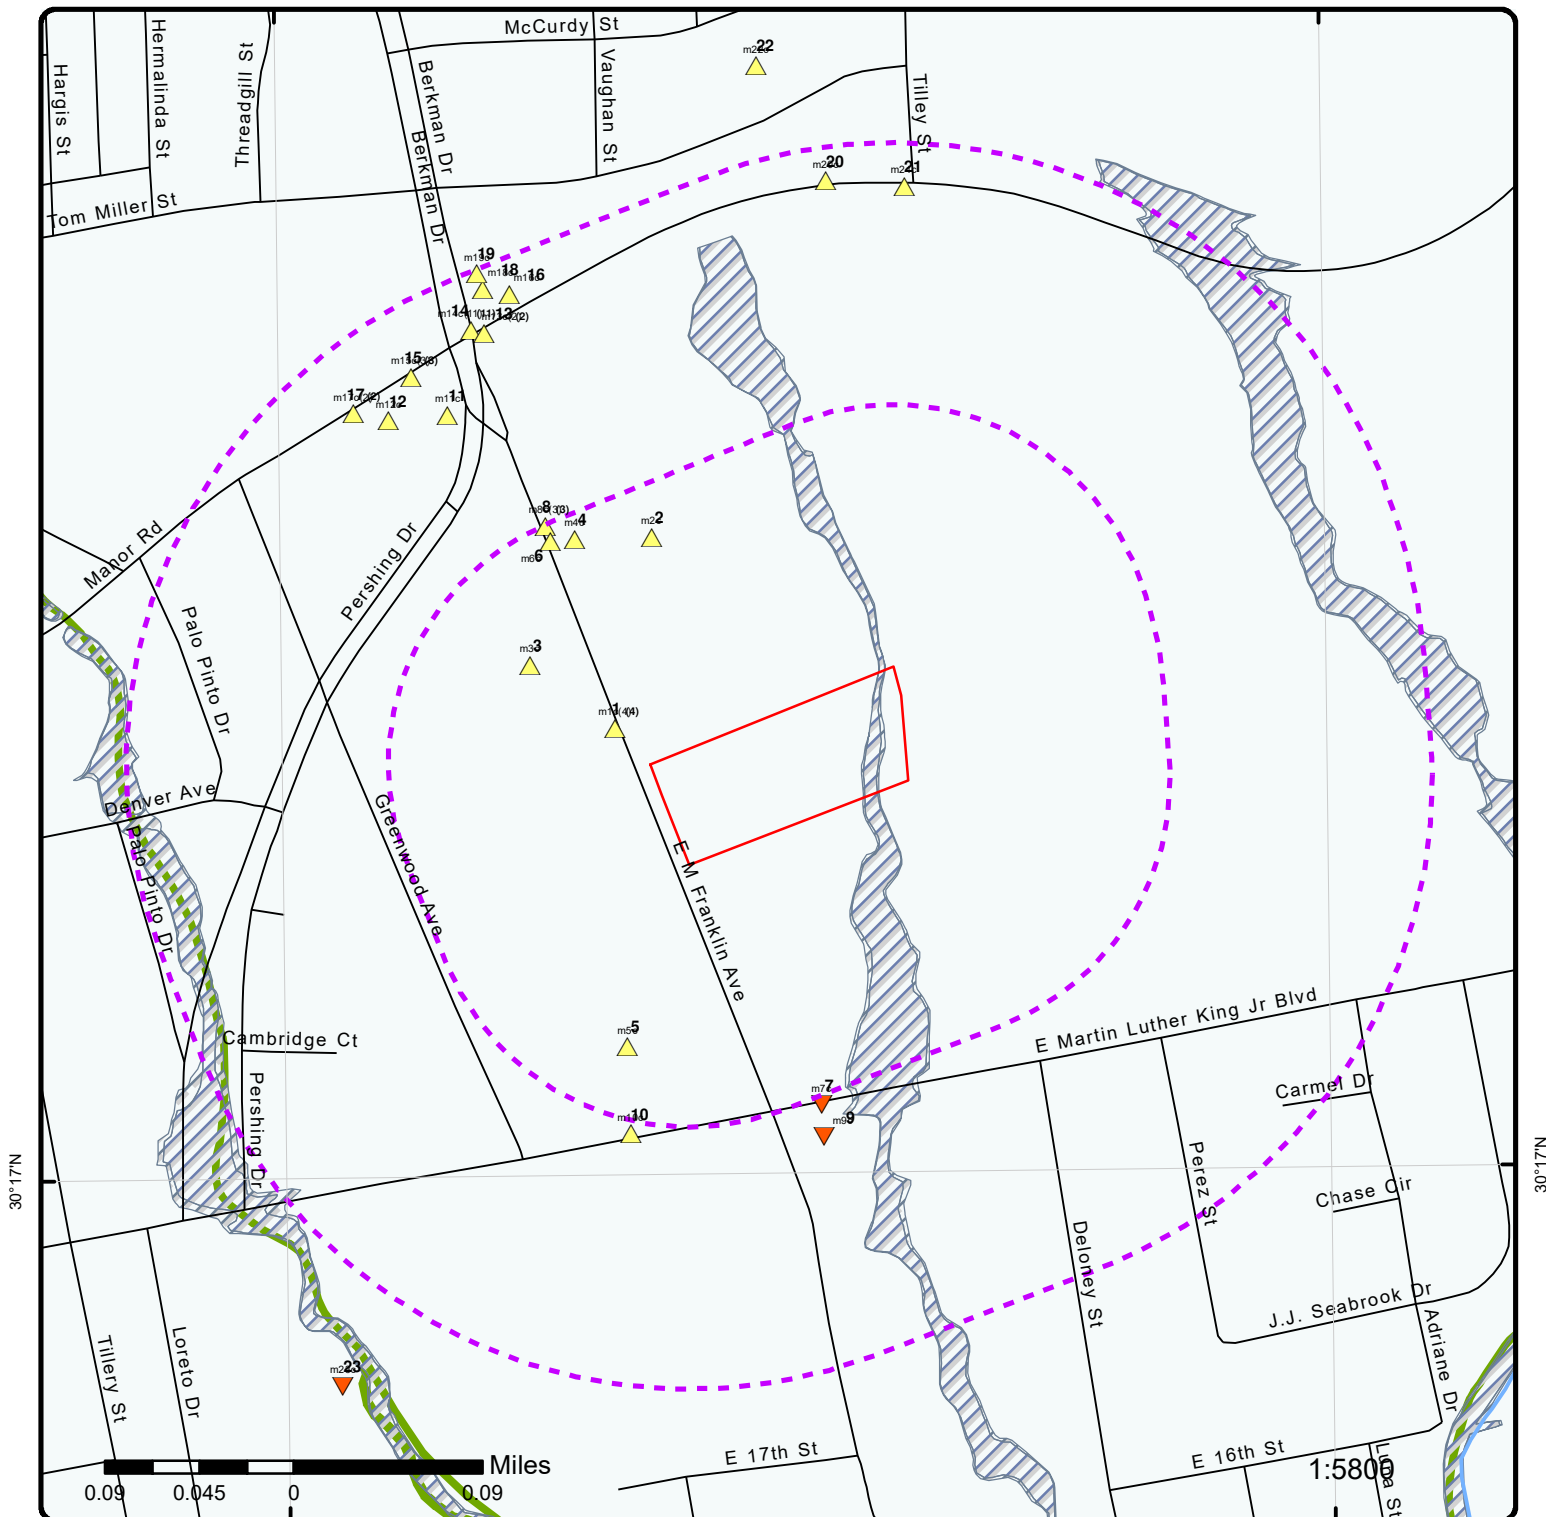 McCurdy St
22
Hargis St
Hermalinda St
Threadgill St
Berkman Dr
Berkman Dr
Vaughan St
Tilley St
20
21
Tom Miller St
19
18
16
14
13
15
17
12
11
8
4
2
6
Manor Rd
Pershing Dr
Palo Pinto Dr
3
1
Denver Ave
Palo Pinto Dr
Greenwood Ave
E M Franklin Ave
5
E Martin Luther King Jr Blvd
Cambridge Ct
Pershing Dr
7
9
10
Carmel Dr
30°17'N
30°17'N
Perez St
Chase Cir
Deloney St
J.J. Seabrook Dr
Adriane Dr
Tillery St
Loreto Dr
23
E 17th St
E 16th St
Luna St
Miles
0.09
0.045
0
0.09
1:5800